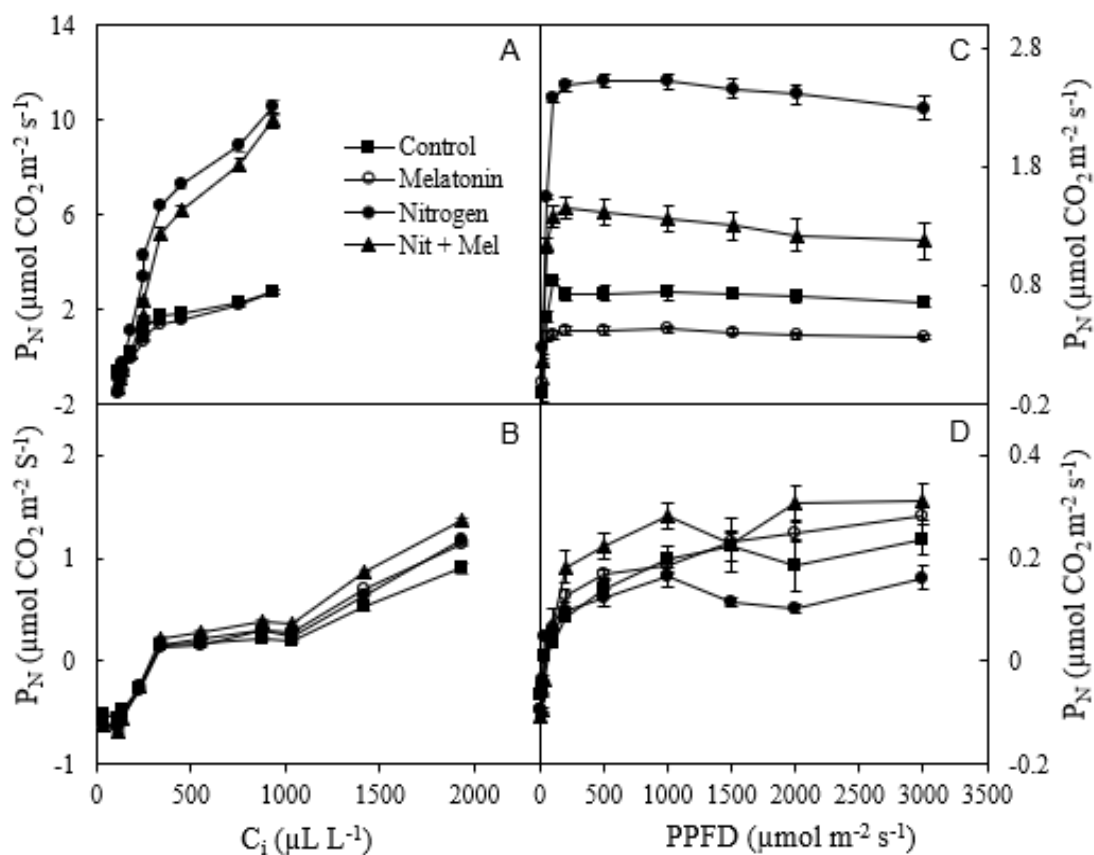 A
C
14
10
6
2
-2
P_N (µmol CO₂ m⁻² s⁻¹)
Control
Melatonin
Nitrogen
Nit + Mel
2.8
1.8
0.8
-0.2
P_N (µmol CO₂ m⁻² s⁻¹)
B
D
2
1
0
-1
P_N (µmol CO₂ m⁻² S⁻¹)
0.4
0.2
0
-0.2
P_N (µmol CO₂ m⁻² s⁻¹)
0 500 1000 1500 2000
0 500 1000 1500 2000 2500 3000 3500
C_i (µL L⁻¹)
PPFD (µmol m⁻² s⁻¹)